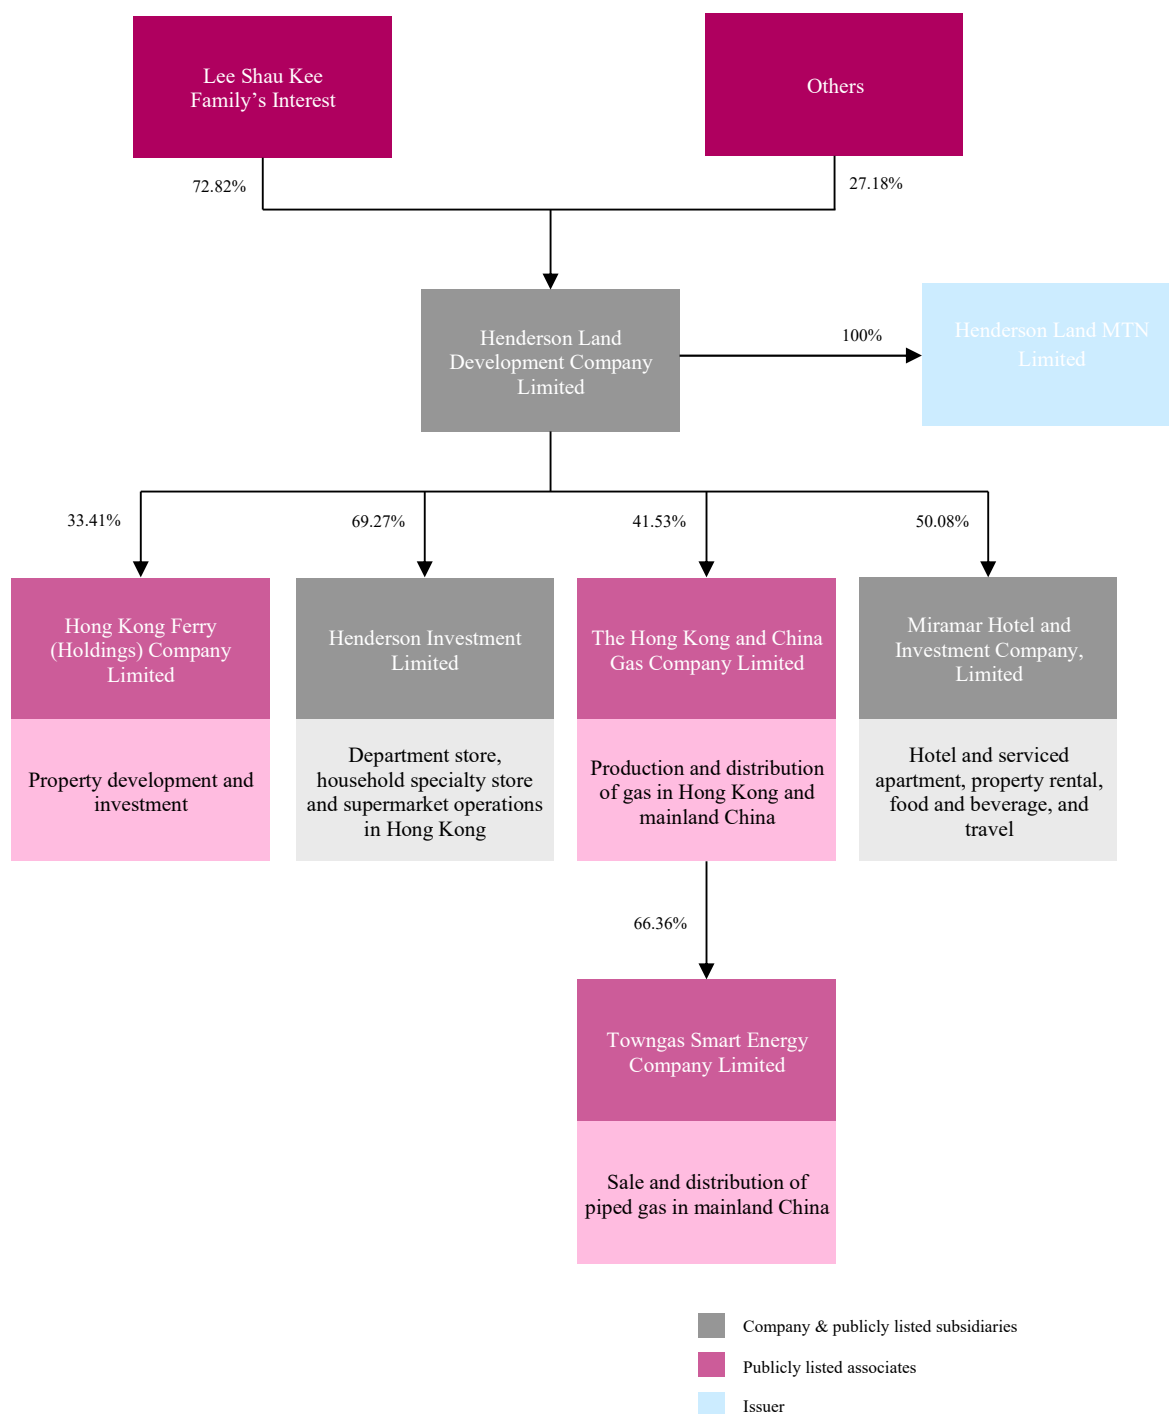 Lee Shau Kee
Family’s Interest
Others
72.82%
27.18%
Henderson Land
Development Company
Limited
100%
Henderson Land MTN
Limited
33.41%
69.27%
41.53%
50.08%
Hong Kong Ferry
(Holdings) Company
Limited
Henderson Investment
Limited
The Hong Kong and China
Gas Company Limited
Miramar Hotel and
Investment Company,
Limited
Property development and
investment
Department store,
household specialty store
and supermarket operations
in Hong Kong
Production and distribution
of gas in Hong Kong and
mainland China
Hotel and serviced
apartment, property rental,
food and beverage, and
travel
66.36%
Towngas Smart Energy
Company Limited
Sale and distribution of
piped gas in mainland China
Company & publicly listed subsidiaries
Publicly listed associates
Issuer